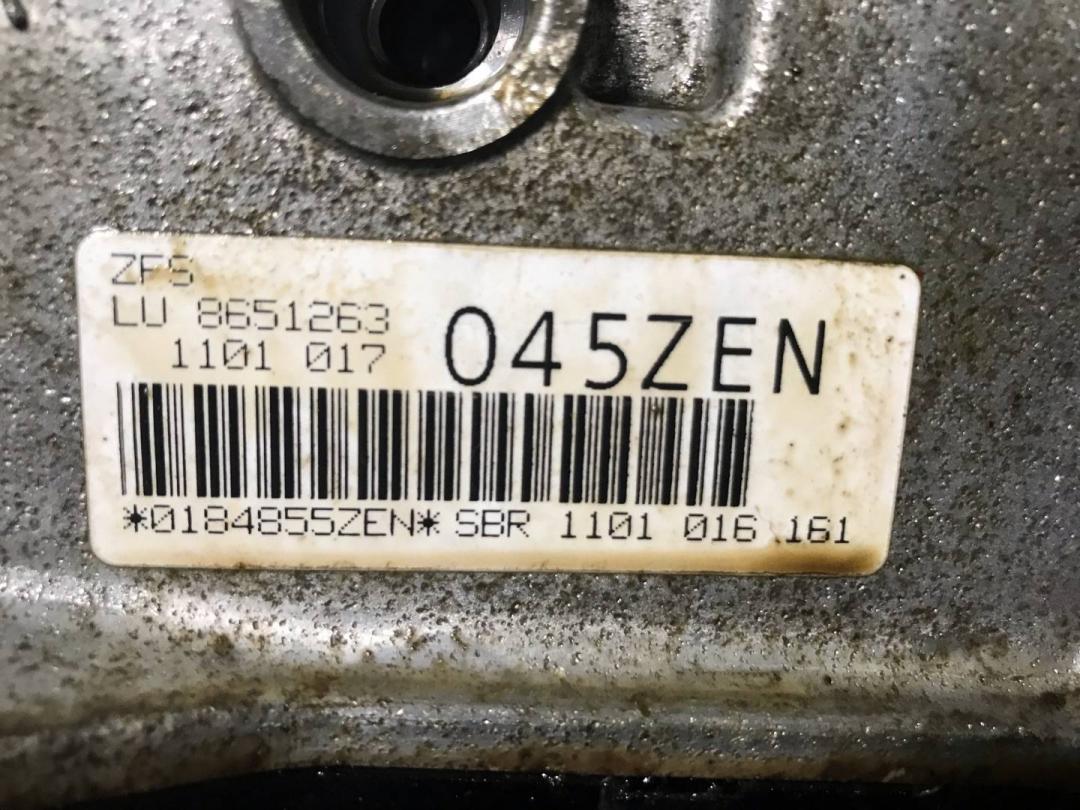 ZFS
LU 8651263
1101 017
045ZEN
*0184855ZEN* SBR 1101 016 161